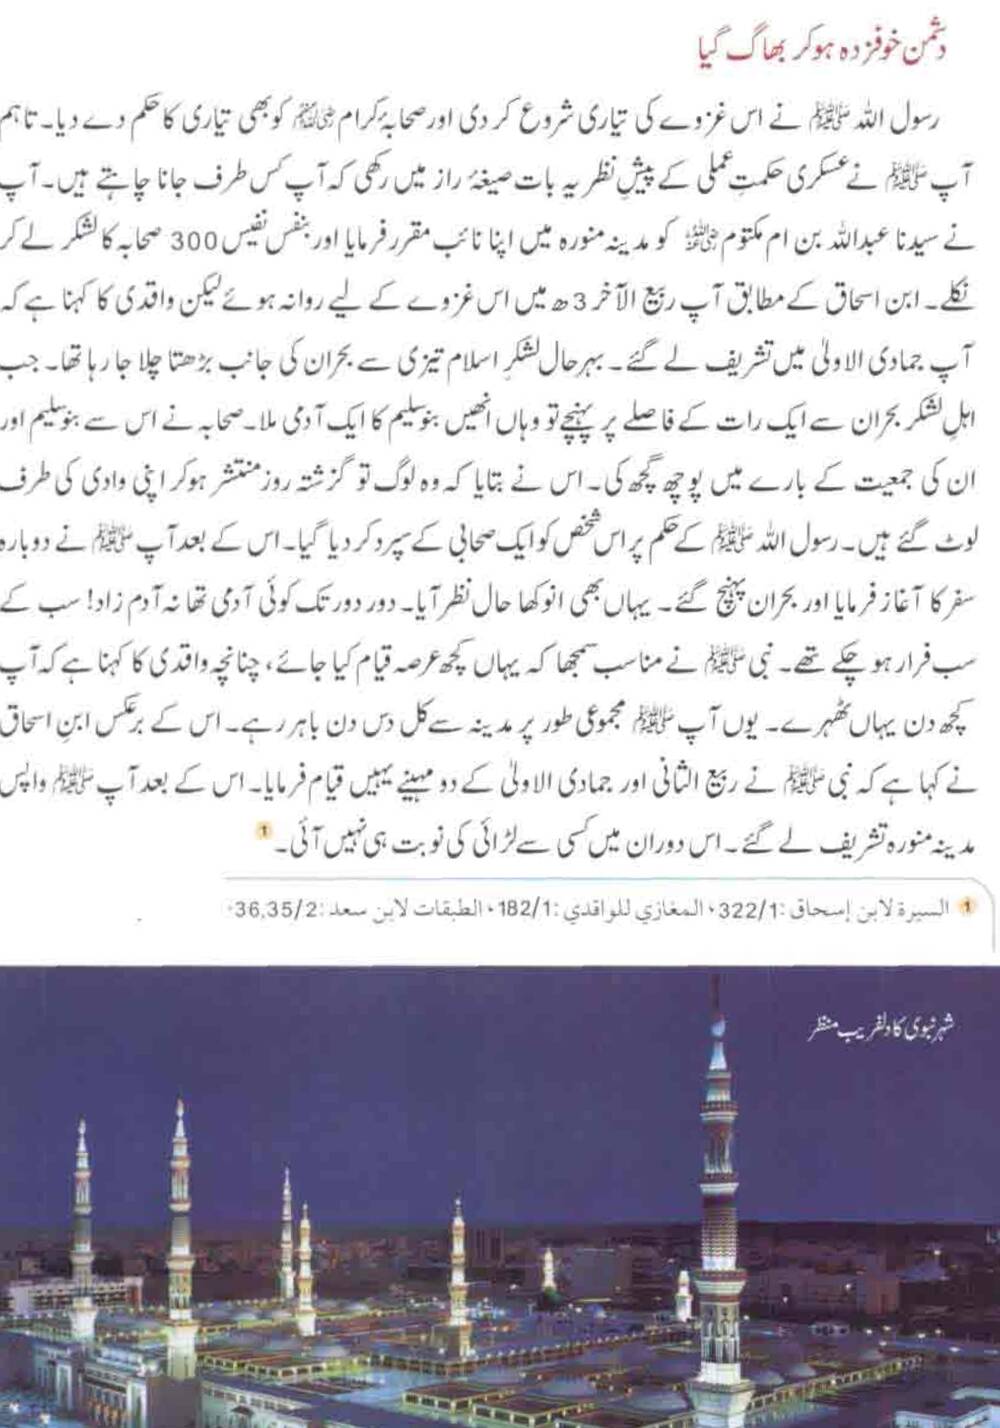 دشمن خوفزدہ ہوکر بھاگ گیا
رسول اللہ ﷺ نے اس غزوے کی تیاری شروع کر دی اور صحابۂ کرام رضی اللہ عنہم کو بھی تیاری کا حکم دے دیا۔ تاہم
آپ ﷺ نے عسکری حکمتِ عملی کے پیشِ نظر یہ بات صیغۂ راز میں رکھی کہ آپ کس طرف جانا چاہتے ہیں۔ آپ
نے سیدنا عبداللہ بن ام مکتوم رضی اللہ عنہ کو مدینہ منورہ میں اپنا نائب مقرر فرمایا اور بنفس نفیس 300 صحابہ کا لشکر لے کر
نکلے۔ ابن اسحاق کے مطابق آپ ربیع الآخر 3ھ میں اس غزوے کے لیے روانہ ہوئے لیکن واقدی کا کہنا ہے کہ
آپ جمادی الاولیٰ میں تشریف لے گئے۔ بہرحال لشکرِ اسلام تیزی سے بحران کی جانب بڑھتا چلا جا رہا تھا۔ جب
اہلِ لشکر بحران سے ایک رات کے فاصلے پر پہنچے تو وہاں انھیں بنوسلیم کا ایک آدمی ملا۔ صحابہ نے اس سے بنوسلیم اور
ان کی جمعیت کے بارے میں پوچھ گچھ کی۔ اس نے بتایا کہ وہ لوگ تو گزشتہ روز منتشر ہوکر اپنی وادی کی طرف
لوٹ گئے ہیں۔ رسول اللہ ﷺ کے حکم پر اس شخص کو ایک صحابی کے سپرد کر دیا گیا۔ اس کے بعد آپ ﷺ نے دوبارہ
سفر کا آغاز فرمایا اور بحران پہنچ گئے۔ یہاں بھی انوکھا حال نظر آیا۔ دور دور تک کوئی آدمی تھا نہ آدم زاد! سب کے
سب فرار ہو چکے تھے۔ نبی ﷺ نے مناسب سمجھا کہ یہاں کچھ عرصہ قیام کیا جائے، چنانچہ واقدی کا کہنا ہے کہ آپ
کچھ دن یہاں ٹھہرے۔ یوں آپ ﷺ مجموعی طور پر مدینہ سے کل دس دن باہر رہے۔ اس کے برعکس ابنِ اسحاق
نے کہا ہے کہ نبی ﷺ نے ربیع الثانی اور جمادی الاولیٰ کے دو مہینے یہیں قیام فرمایا۔ اس کے بعد آپ ﷺ واپس
مدینہ منورہ تشریف لے گئے۔ اس دوران میں کسی سے لڑائی کی نوبت ہی نہیں آئی۔ 1
1 السيرة لابن إسحاق :322/1، المغازي للواقدي :182/1، الطبقات لابن سعد :36,35/2.
شہر نبوی کا دلفریب منظر